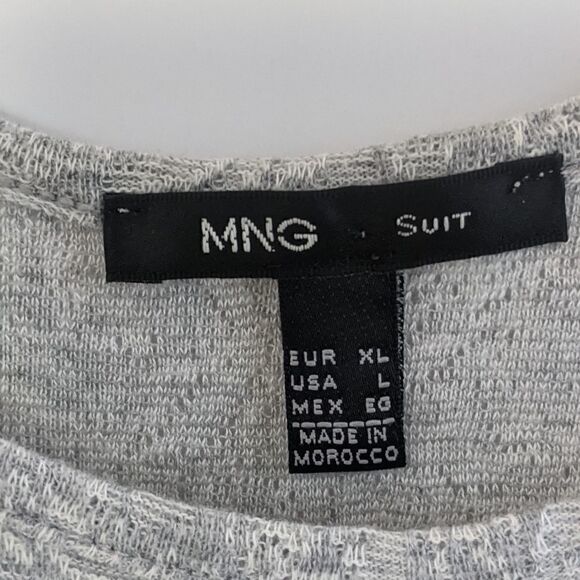 MNG SUIT
EUR XL
USA L
MEX EG
MADE IN
MOROCCO